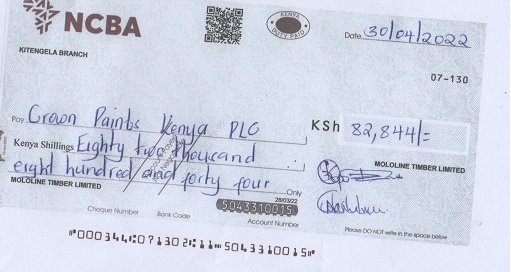 NCBA
KENYA
DUTY PAID
Date 30/04/2022
KITENGELA BRANCH
07-130
Pay Crown Paints Kenya PLC
KSh 82,844/=
Kenya Shillings Eighty two thousand
eight hundred and forty four Only
MOLOLINE TIMBER LIMITED
MOLOLINE TIMBER LIMITED
28/03/22
5043310015
Cheque Number Bank Code Account Number
Please DO NOT write in the space below
"000344"071302"5043310015"